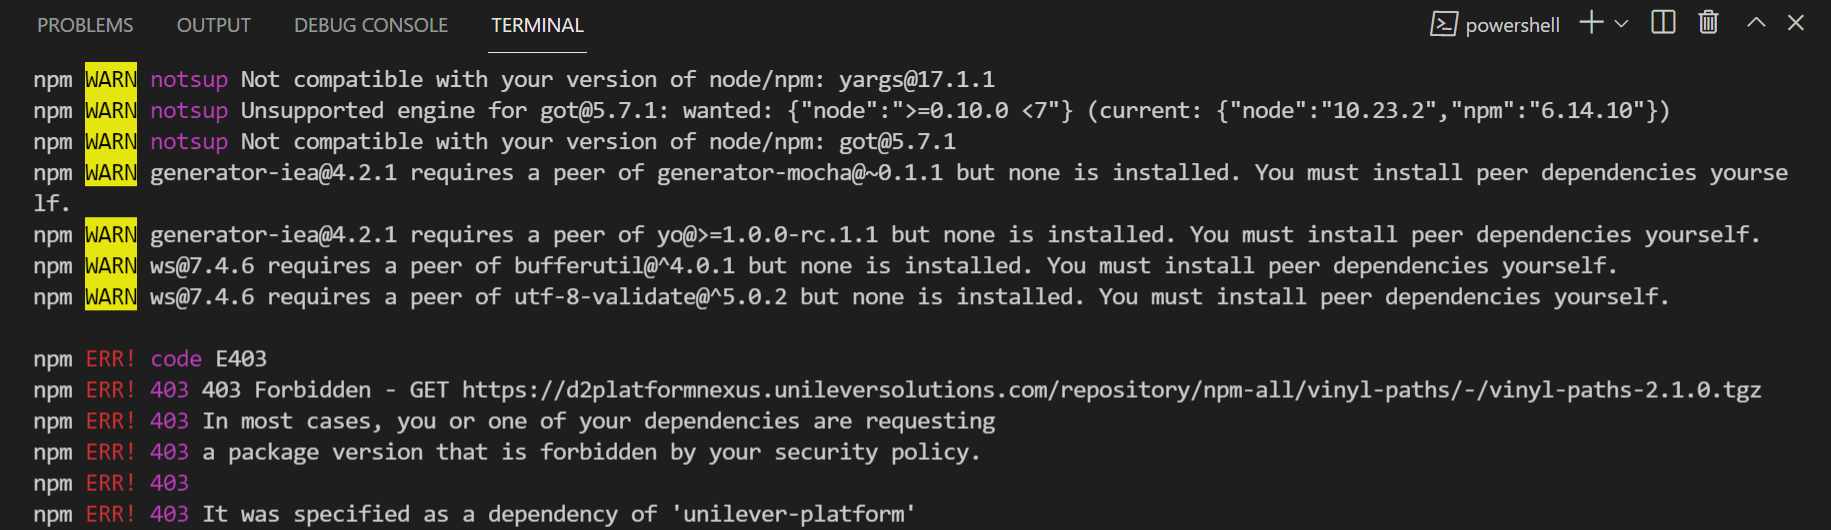 PROBLEMS OUTPUT DEBUG CONSOLE TERMINAL powershell
npm WARN notsup Not compatible with your version of node/npm: yargs@17.1.1
npm WARN notsup Unsupported engine for got@5.7.1: wanted: {"node":">=0.10.0 <7"} (current: {"node":"10.23.2","npm":"6.14.10"})
npm WARN notsup Not compatible with your version of node/npm: got@5.7.1
npm WARN generator-iea@4.2.1 requires a peer of generator-mocha@~0.1.1 but none is installed. You must install peer dependencies yourse
lf.
npm WARN generator-iea@4.2.1 requires a peer of yo@>=1.0.0-rc.1.1 but none is installed. You must install peer dependencies yourself.
npm WARN ws@7.4.6 requires a peer of bufferutil@^4.0.1 but none is installed. You must install peer dependencies yourself.
npm WARN ws@7.4.6 requires a peer of utf-8-validate@^5.0.2 but none is installed. You must install peer dependencies yourself.
npm ERR! code E403
npm ERR! 403 403 Forbidden - GET https://d2platformnexus.unileversolutions.com/repository/npm-all/vinyl-paths/-/vinyl-paths-2.1.0.tgz
npm ERR! 403 In most cases, you or one of your dependencies are requesting
npm ERR! 403 a package version that is forbidden by your security policy.
npm ERR! 403
npm ERR! 403 It was specified as a dependency of 'unilever-platform'